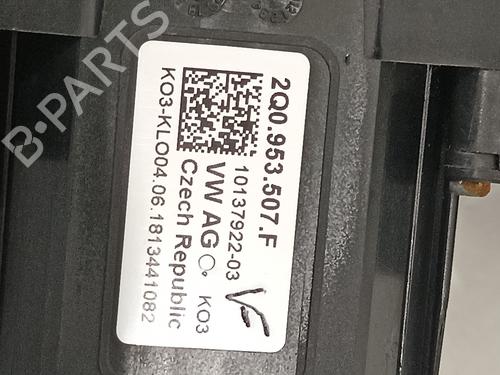 2Q0.953.507.F
10137922-03
VW AG KO3
Czech Republic
KO3-KLO04.06.1813441082
B-PARTS